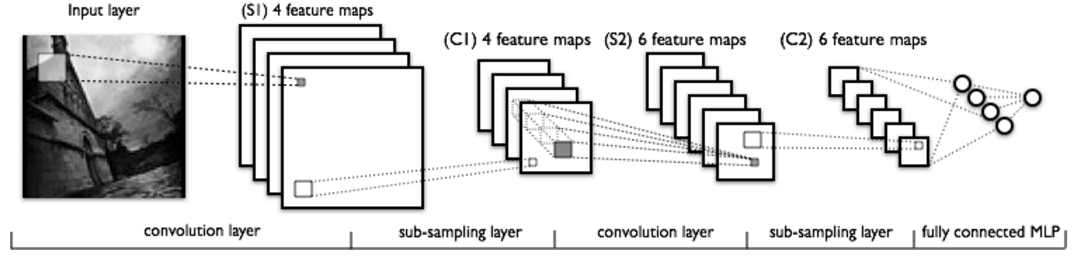 Input layer
(S1) 4 feature maps
(C1) 4 feature maps
(S2) 6 feature maps
(C2) 6 feature maps
convolution layer
sub-sampling layer
convolution layer
sub-sampling layer
fully connected MLP